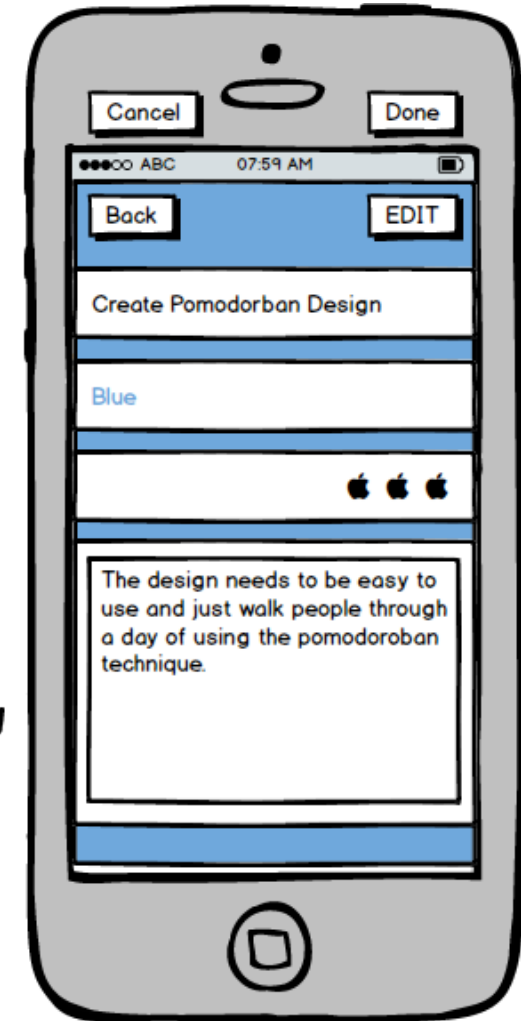 Cancel Done
ABC 07:59 AM
Back EDIT
Create Pomodorban Design
Blue
The design needs to be easy to
use and just walk people through
a day of using the pomodoroban
technique.